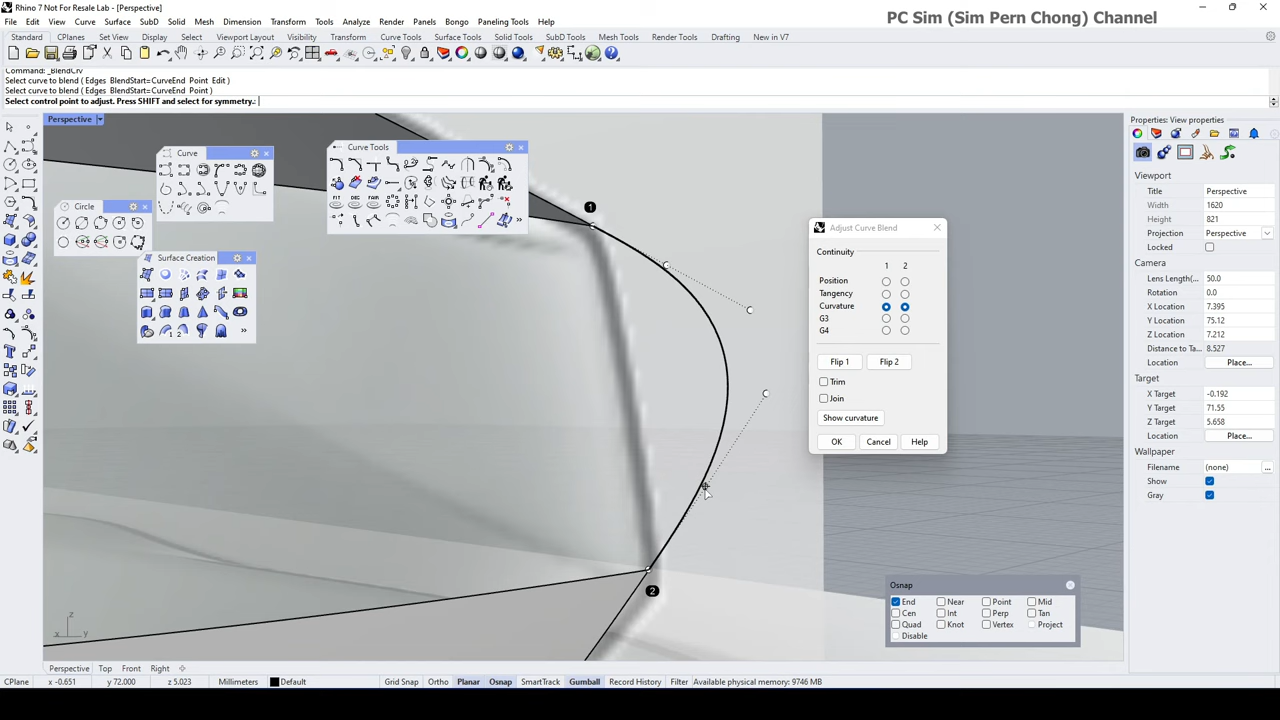 Rhino 7 Not For Resale Lab - [Perspective]
PC Sim (Sim Pern Chong) Channel
File Edit View Curve Surface SubD Solid Mesh Dimension Transform Tools Analyze Render Panels Bongo Paneling Tools Help
Standard CPlanes Set View Display Select Viewport Layout Visibility Transform Curve Tools Surface Tools Solid Tools SubD Tools Mesh Tools Render Tools Drafting New in V7
Command: _BlendCrv
Select curve to blend ( Edges BlendStart=CurveEnd Point Edit )
Select curve to blend ( Edges BlendStart=CurveEnd Point )
Select control point to adjust. Press SHIFT and select for symmetry.:
Perspective
Curve
Curve Tools
FIT DEG FAIR
Circle
Surface Creation
1
2
Adjust Curve Blend
Continuity
1 2
Position
Tangency
Curvature
G3
G4
Flip 1 Flip 2
Trim
Join
Show curvature
OK Cancel Help
Osnap
End Near Point Mid
Cen Int Perp Tan
Quad Knot Vertex Project
Disable
z
x y
Properties: View properties
Viewport
Title Perspective
Width 1620
Height 821
Projection Perspective
Locked
Camera
Lens Length(... 50.0
Rotation 0.0
X Location 7.395
Y Location 75.12
Z Location 7.212
Distance to Ta... 8.527
Location Place...
Target
X Target -0.192
Y Target 71.55
Z Target 5.658
Location Place...
Wallpaper
Filename (none) ...
Show
Gray
Perspective Top Front Right
CPlane x -0.651 y 72.000 z 5.023 Millimeters Default Grid Snap Ortho Planar Osnap SmartTrack Gumball Record History Filter Available physical memory: 9746 MB